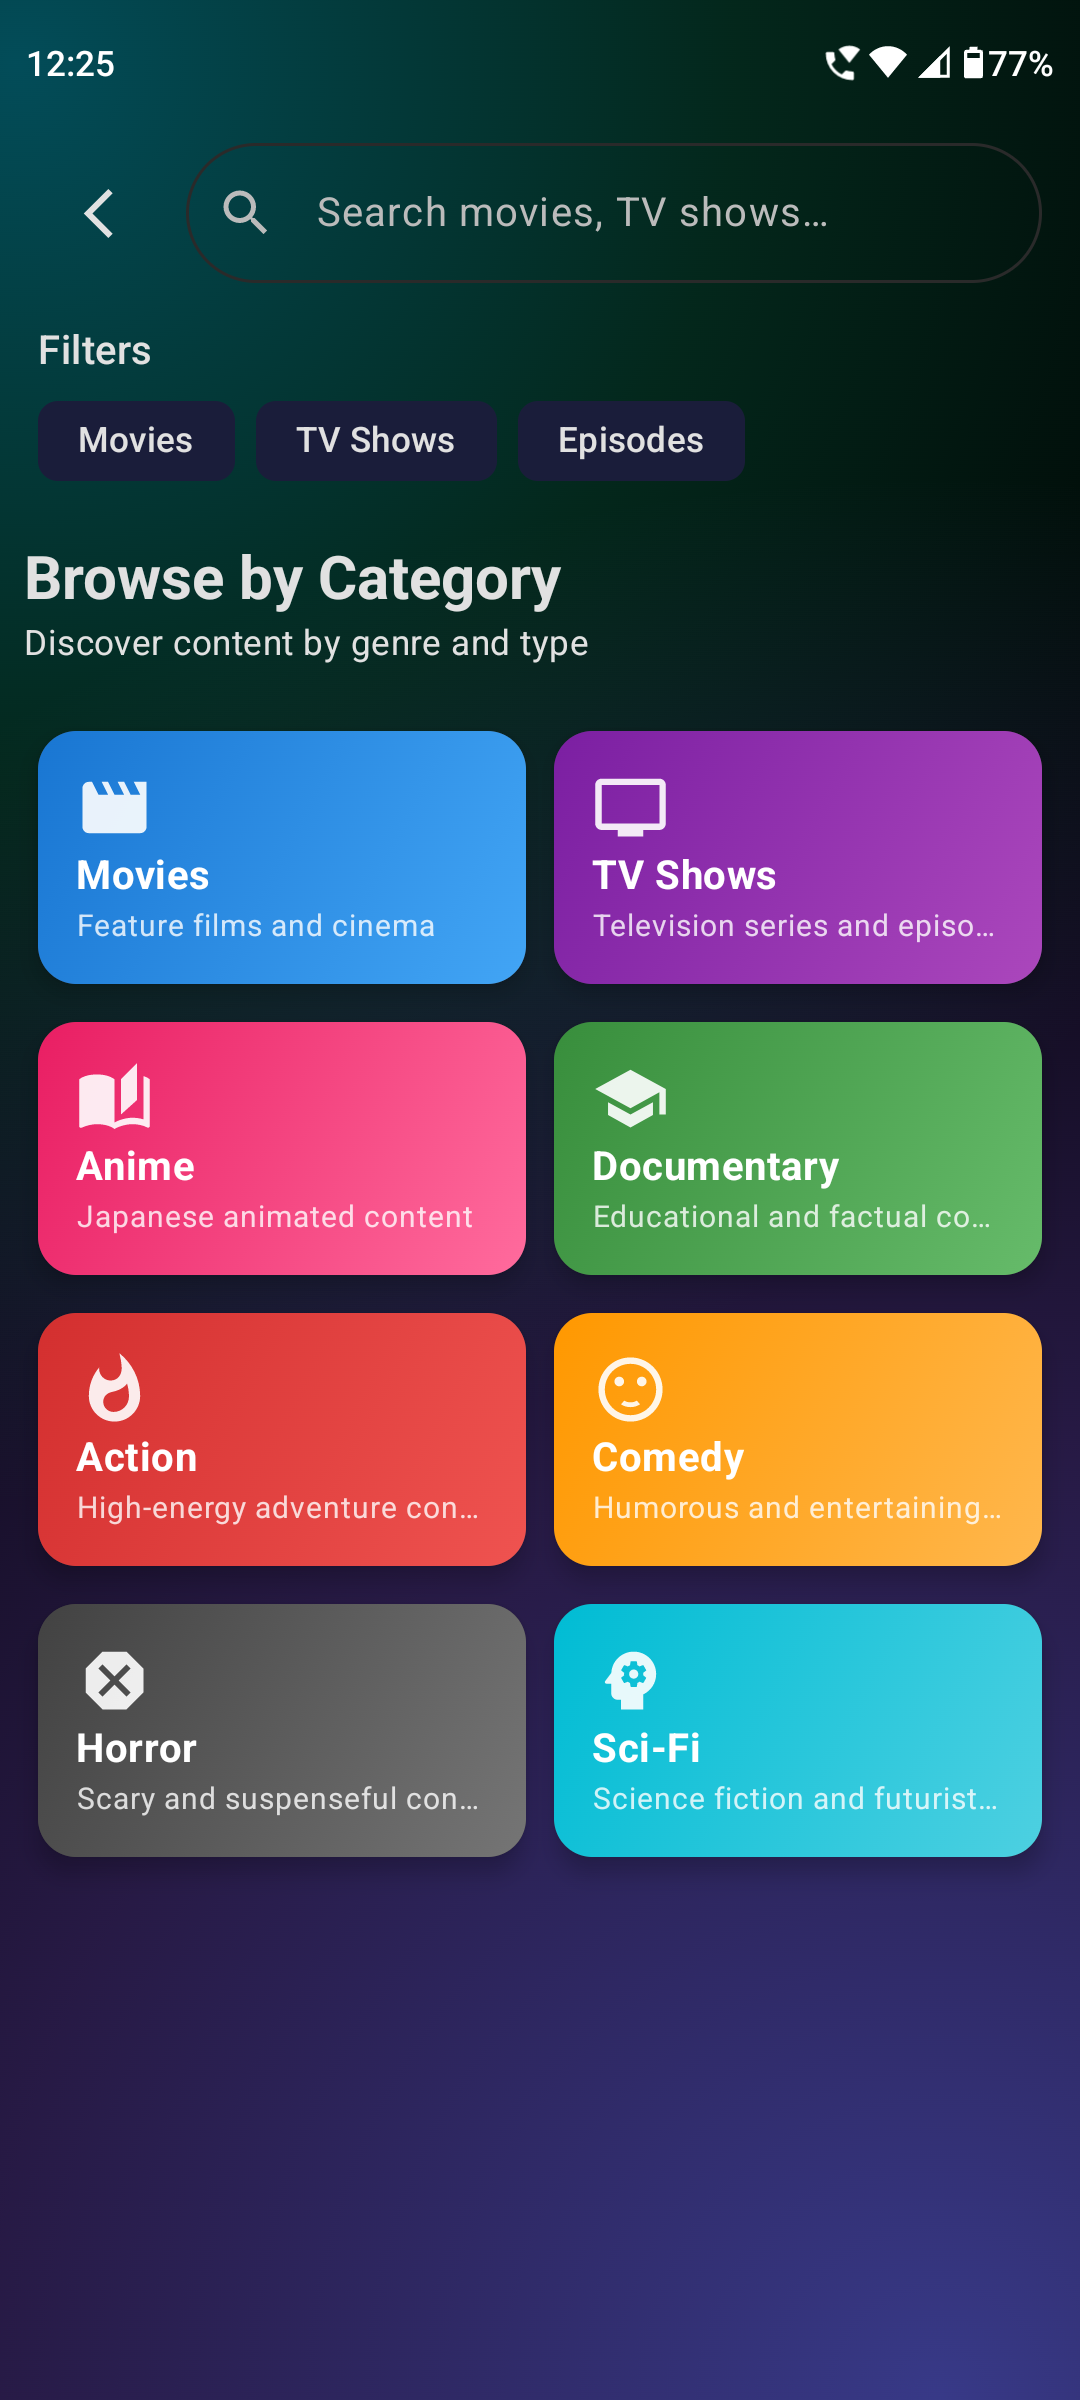 12:25
77%
Search movies, TV shows…
Filters
Movies
TV Shows
Episodes
Browse by Category
Discover content by genre and type
Movies
Feature films and cinema
TV Shows
Television series and episo…
Anime
Japanese animated content
Documentary
Educational and factual co…
Action
High-energy adventure con…
Comedy
Humorous and entertaining…
Horror
Scary and suspenseful con…
Sci-Fi
Science fiction and futurist…